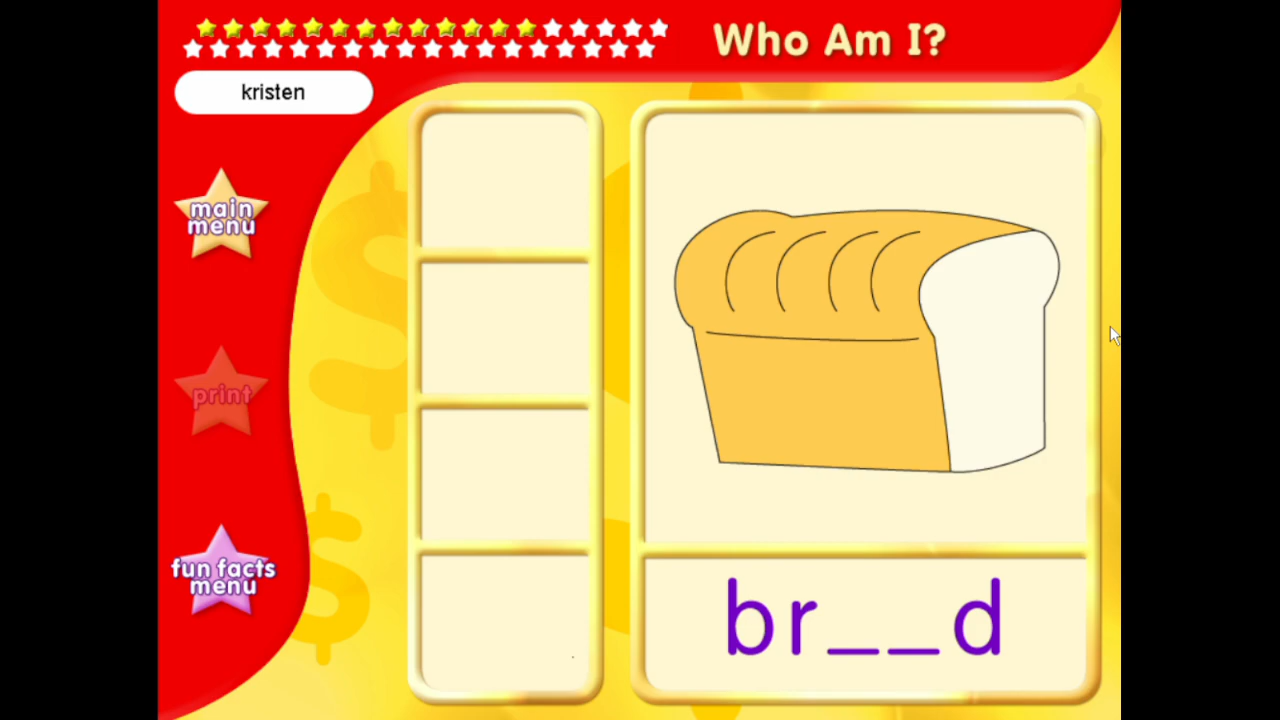 Who Am I?
kristen
main
menu
print
fun facts
menu
br__d